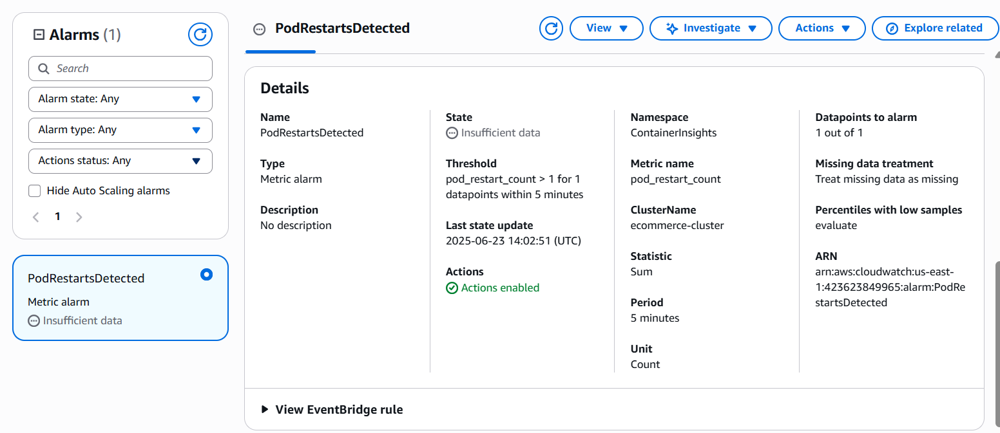 Alarms (1)
Search
Alarm state: Any
Alarm type: Any
Actions status: Any
Hide Auto Scaling alarms
1
PodRestartsDetected
Metric alarm
Insufficient data
PodRestartsDetected
View
Investigate
Actions
Explore related
Details
Name
PodRestartsDetected
Type
Metric alarm
Description
No description
State
Insufficient data
Threshold
pod_restart_count > 1 for 1
datapoints within 5 minutes
Last state update
2025-06-23 14:02:51 (UTC)
Actions
Actions enabled
Namespace
ContainerInsights
Metric name
pod_restart_count
ClusterName
ecommerce-cluster
Statistic
Sum
Period
5 minutes
Unit
Count
Datapoints to alarm
1 out of 1
Missing data treatment
Treat missing data as missing
Percentiles with low samples
evaluate
ARN
arn:aws:cloudwatch:us-east-
1:423623849965:alarm:PodRe
startsDetected
View EventBridge rule